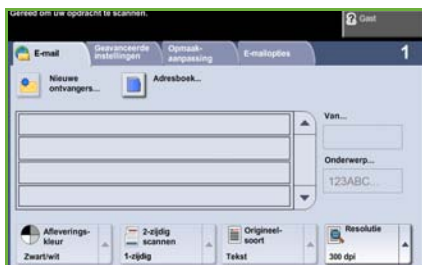 Gereed om uw opdracht te scannen.
Gast
E-mail
Geavanceerde instellingen
Opmaak-
aanpassing
E-mailopties
1
Nieuwe
ontvangers...
Adresboek...
Van...
Onderwerp...
123ABC...
Afleverings-
kleur
Zwart/wit
2-zijdig
scannen
1-zijdig
Origineel-
soort
Tekst
Resolutie
300 dpi